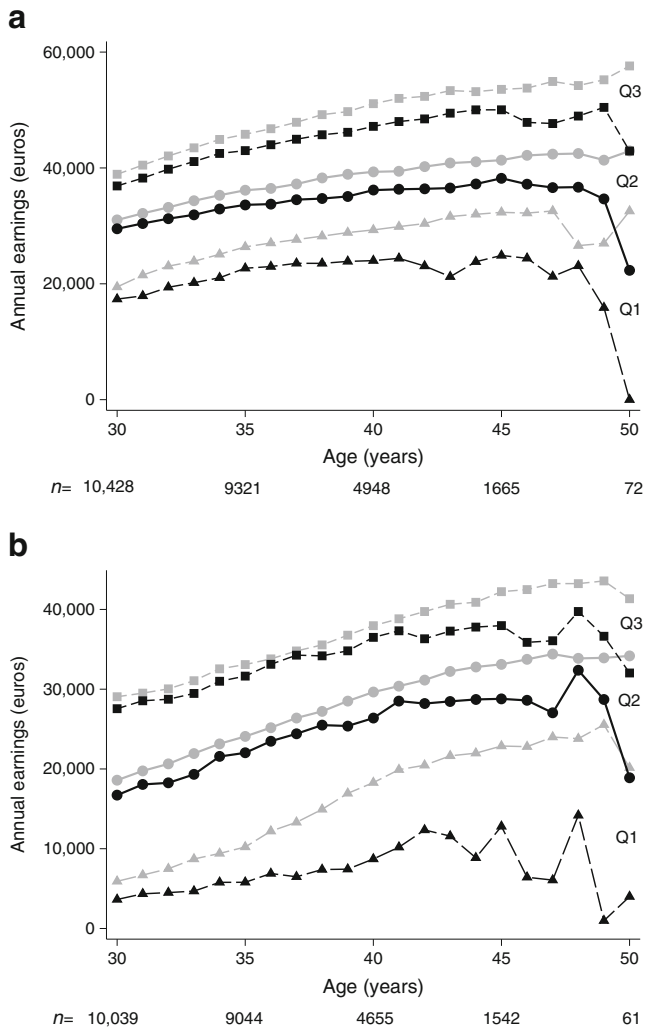 a
60,000
Q3
40,000
Q2
20,000
Q1
0
Annual earnings (euros)
30 35 40 45 50
Age (years)
n= 10,428 9321 4948 1665 72
b
40,000
Q3
30,000
Q2
20,000
10,000
Q1
0
Annual earnings (euros)
30 35 40 45 50
Age (years)
n= 10,039 9044 4655 1542 61